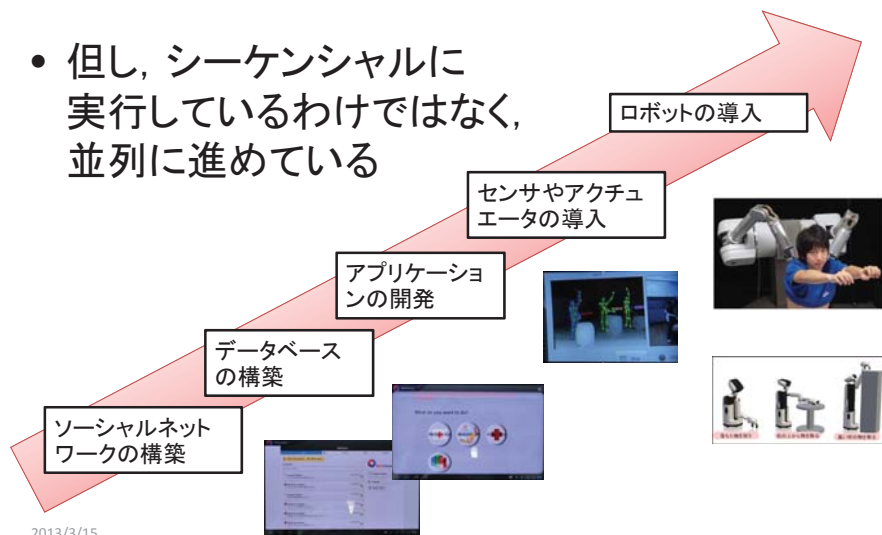 • 但し，シーケンシャルに
実行しているわけではなく，
並列に進めている
ロボットの導入
センサやアクチュ
エータの導入
アプリケーショ
ンの開発
データベース
の構築
ソーシャルネット
ワークの構築
What do you want to do?
2013/3/15